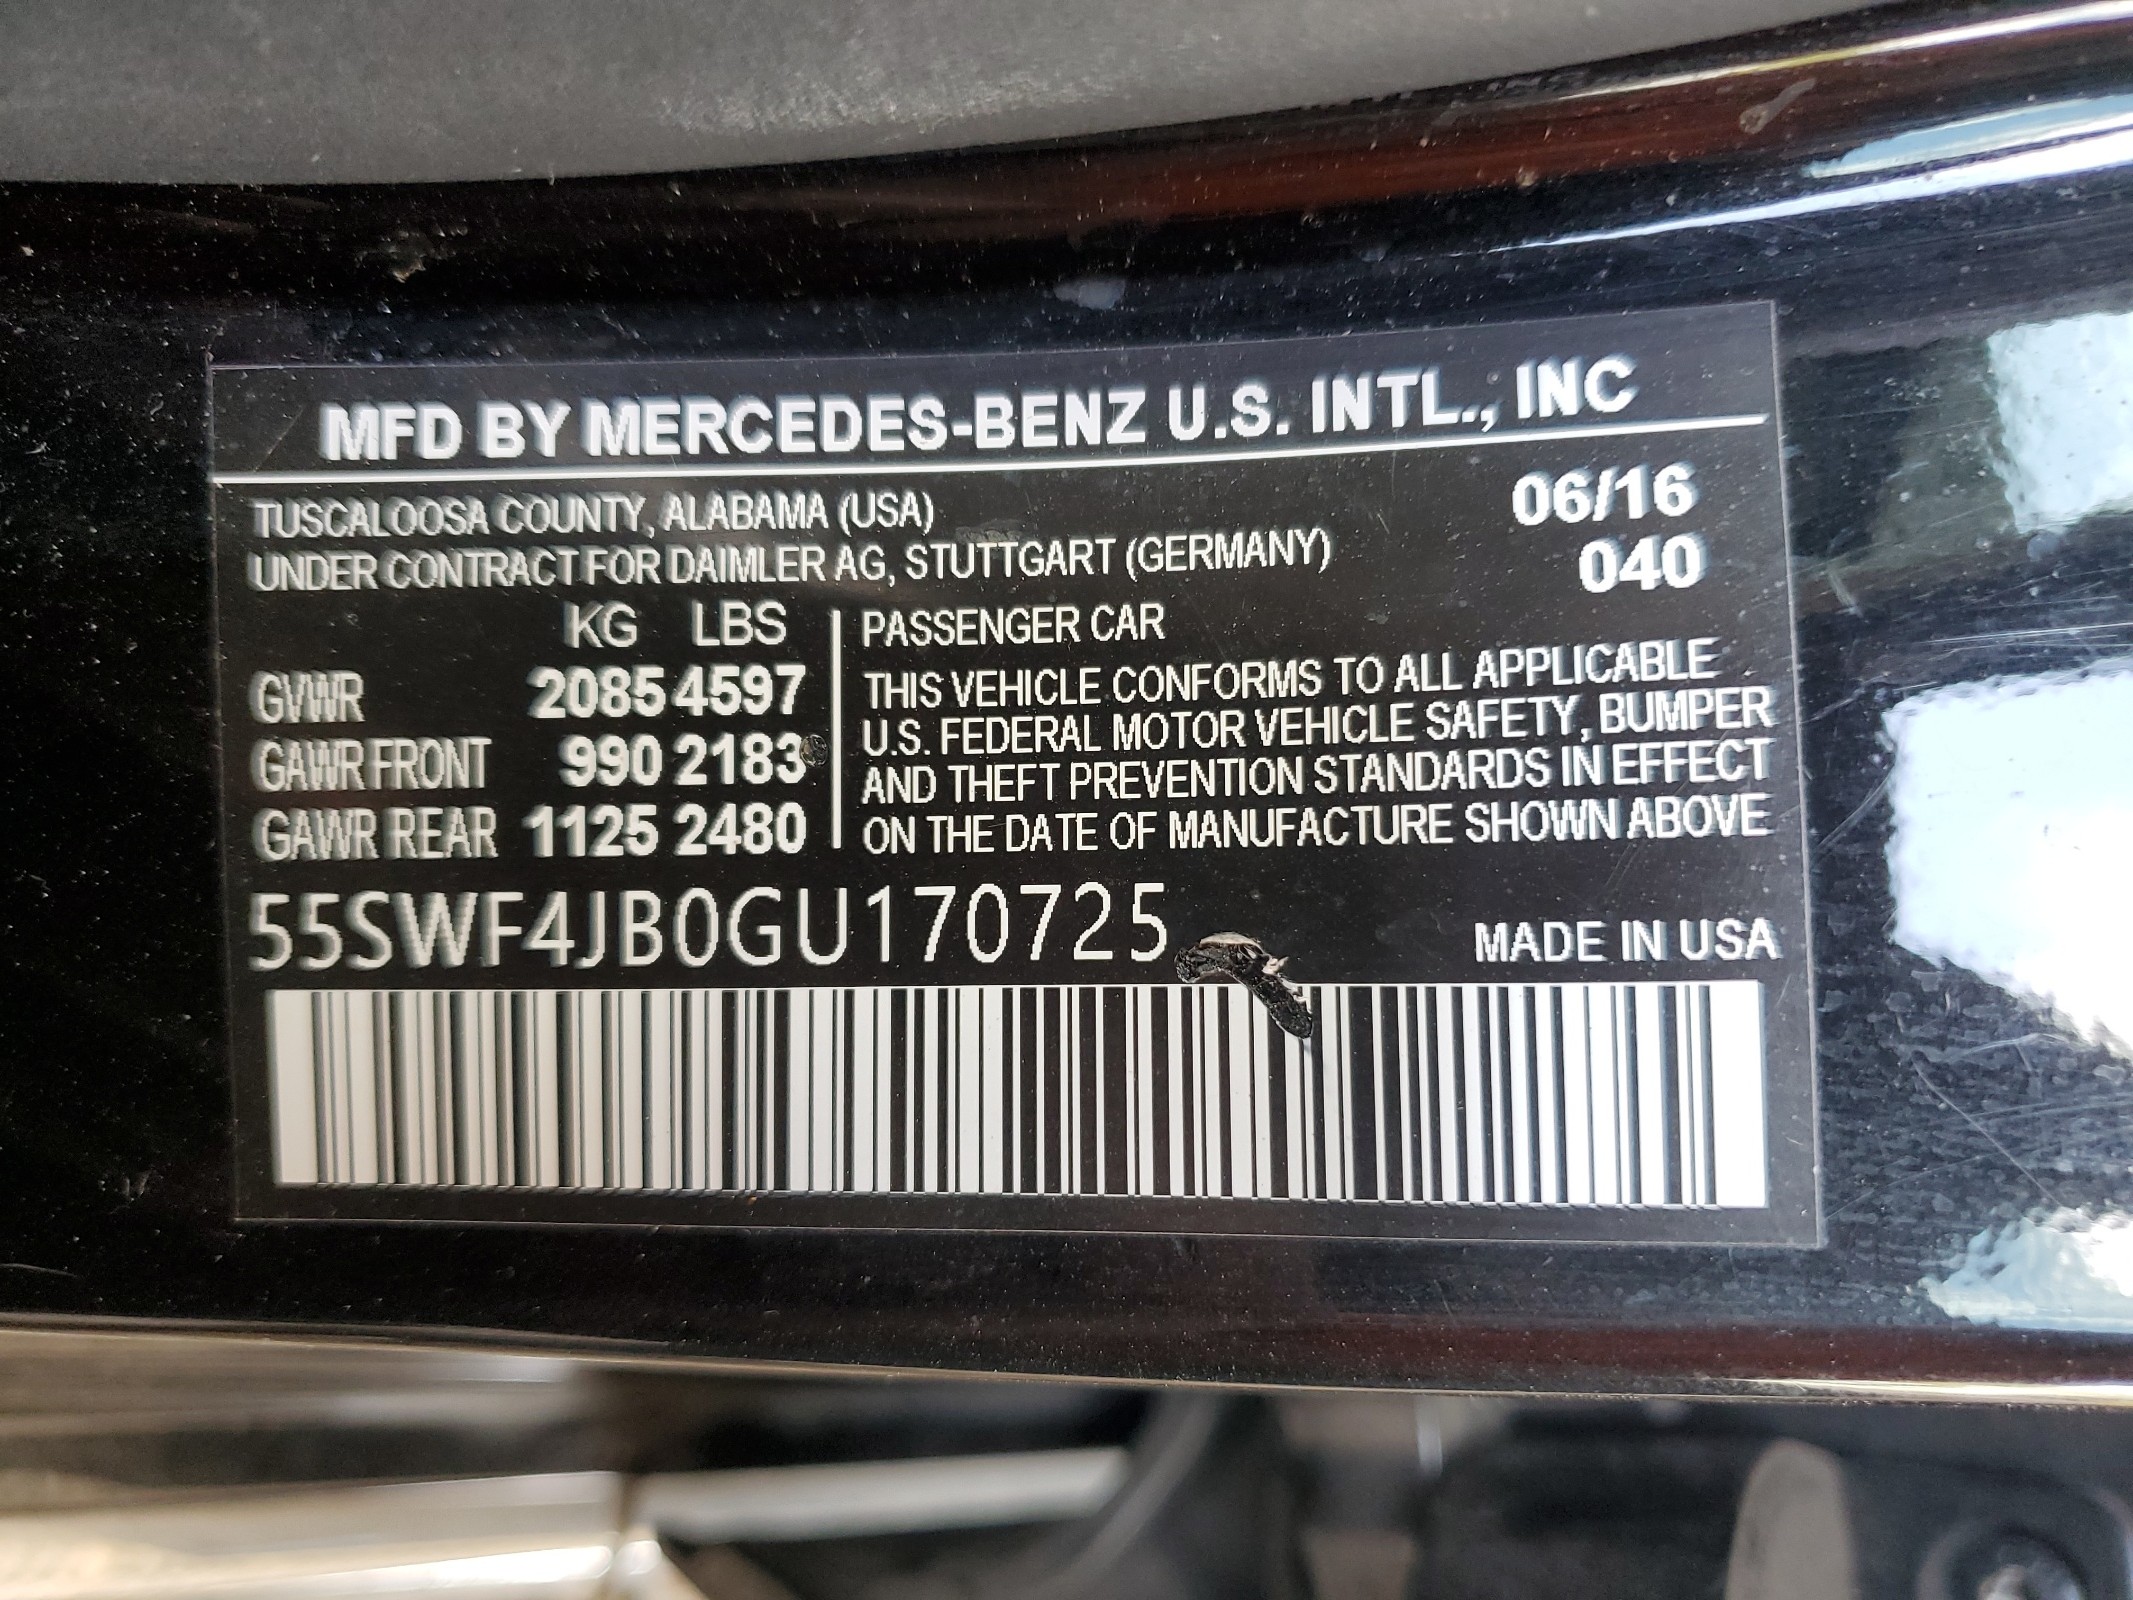 MFD BY MERCEDES-BENZ U.S. INTL., INC
TUSCALOOSA COUNTY, ALABAMA (USA) 06/16
UNDER CONTRACT FOR DAIMLER AG, STUTTGART (GERMANY) 040
KG LBS
GVWR 2085 4597
GAWR FRONT 990 2183
GAWR REAR 1125 2480
PASSENGER CAR
THIS VEHICLE CONFORMS TO ALL APPLICABLE
U.S. FEDERAL MOTOR VEHICLE SAFETY, BUMPER
AND THEFT PREVENTION STANDARDS IN EFFECT
ON THE DATE OF MANUFACTURE SHOWN ABOVE
55SWF4JB0GU170725 MADE IN USA